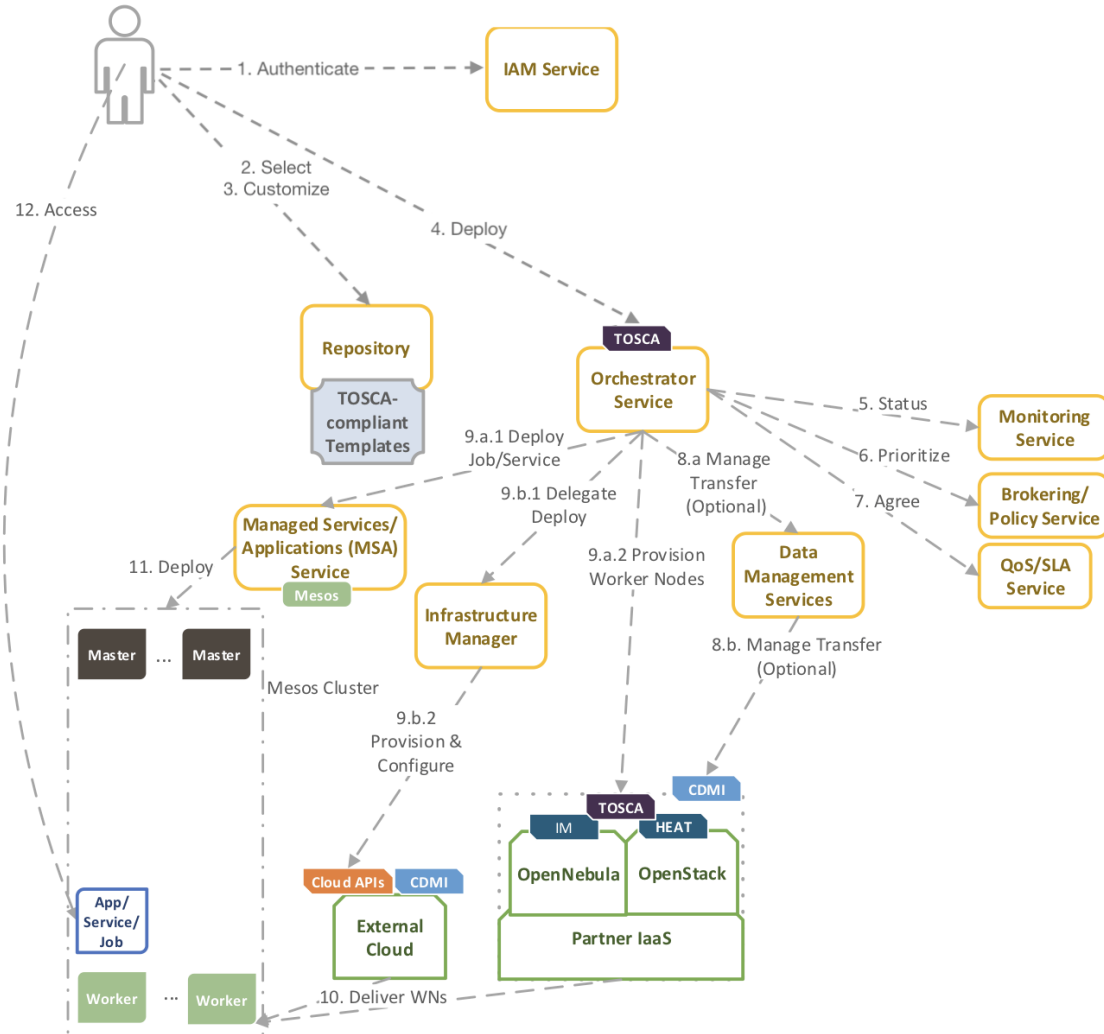 1. Authenticate
IAM Service
2. Select
3. Customize
12. Access
4. Deploy
Repository
TOSCA-
compliant
Templates
TOSCA
Orchestrator
Service
5. Status
Monitoring
Service
6. Prioritize
Brokering/
Policy Service
7. Agree
QoS/SLA
Service
9.a.1 Deploy
Job/Service
9.b.1 Delegate
Deploy
8.a Manage
Transfer
(Optional)
9.a.2 Provision
Worker Nodes
Managed Services/
Applications (MSA)
Service
Mesos
11. Deploy
Infrastructure
Manager
Data
Management
Services
8.b. Manage Transfer
(Optional)
Master
...
Master
Mesos Cluster
9.b.2
Provision &
Configure
CDMI
TOSCA
IM
HEAT
OpenNebula
OpenStack
Partner IaaS
Cloud APIs
CDMI
External
Cloud
App/
Service/
Job
Worker
...
Worker
10. Deliver WNs